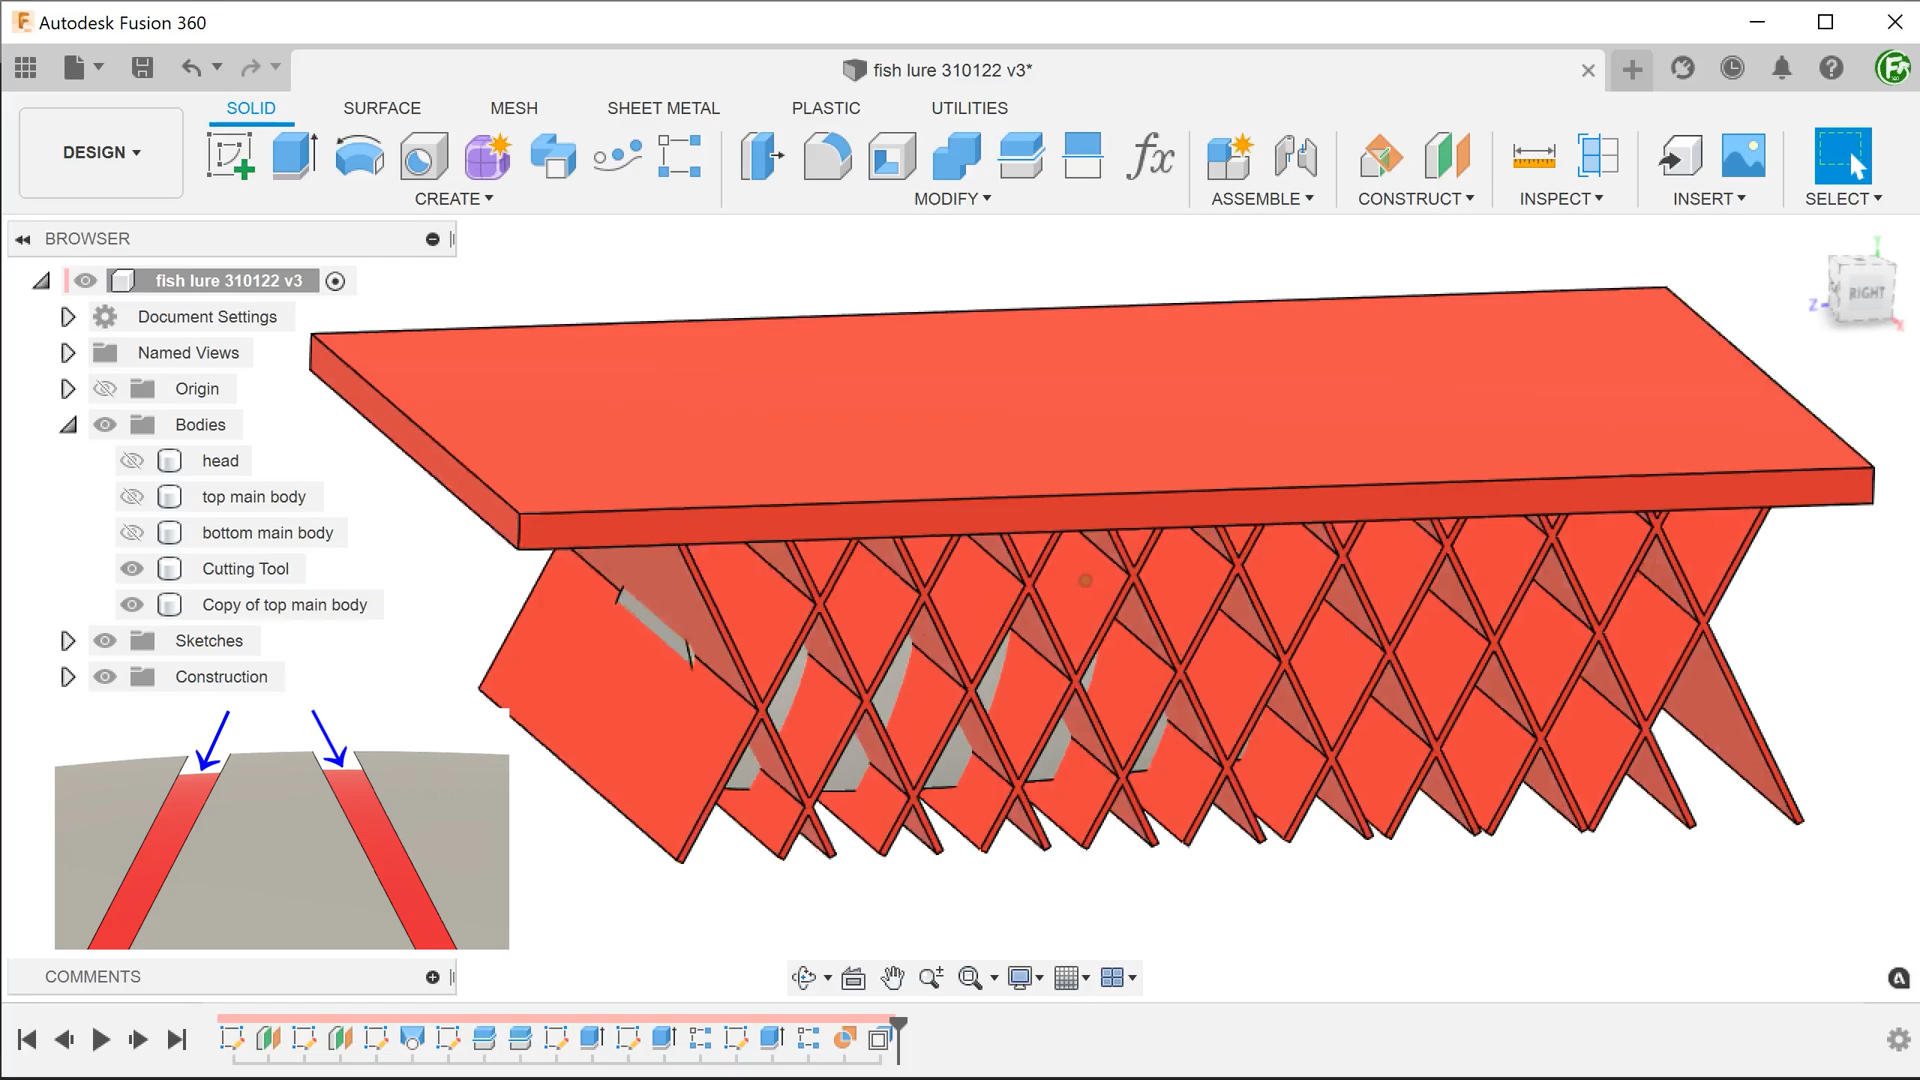 Autodesk Fusion 360
fish lure 310122 v3*
SOLID SURFACE MESH SHEET METAL PLASTIC UTILITIES
DESIGN
fx
CREATE MODIFY ASSEMBLE CONSTRUCT INSPECT INSERT SELECT
BROWSER
fish lure 310122 v3
Document Settings
Named Views
Origin
Bodies
head
top main body
bottom main body
Cutting Tool
Copy of top main body
Sketches
Construction
Y
RIGHT
Z
X
COMMENTS